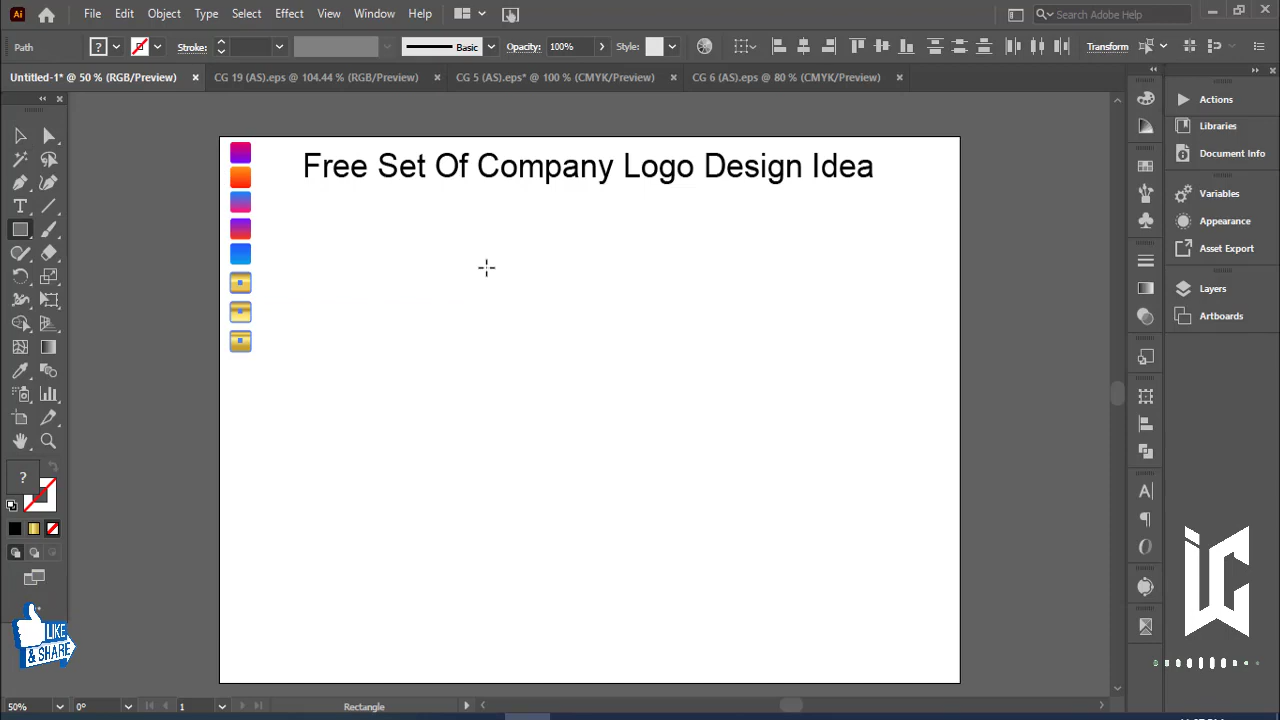 Ai File Edit Object Type Select Effect View Window Help Search Adobe Help
Path ? Stroke: Basic Opacity: 100% Style: Transform
Untitled-1* @ 50 % (RGB/Preview) × CG 19 (AS).eps @ 104.44 % (RGB/Preview) × CG 5 (AS).eps* @ 100 % (CMYK/Preview) × CG 6 (AS).eps @ 80 % (CMYK/Preview) ×
Actions
Libraries
Document Info
Variables
Appearance
Asset Export
Layers
Artboards
Free Set Of Company Logo Design Idea
?
LIKE
& SHARE
50% 0° 1 Rectangle